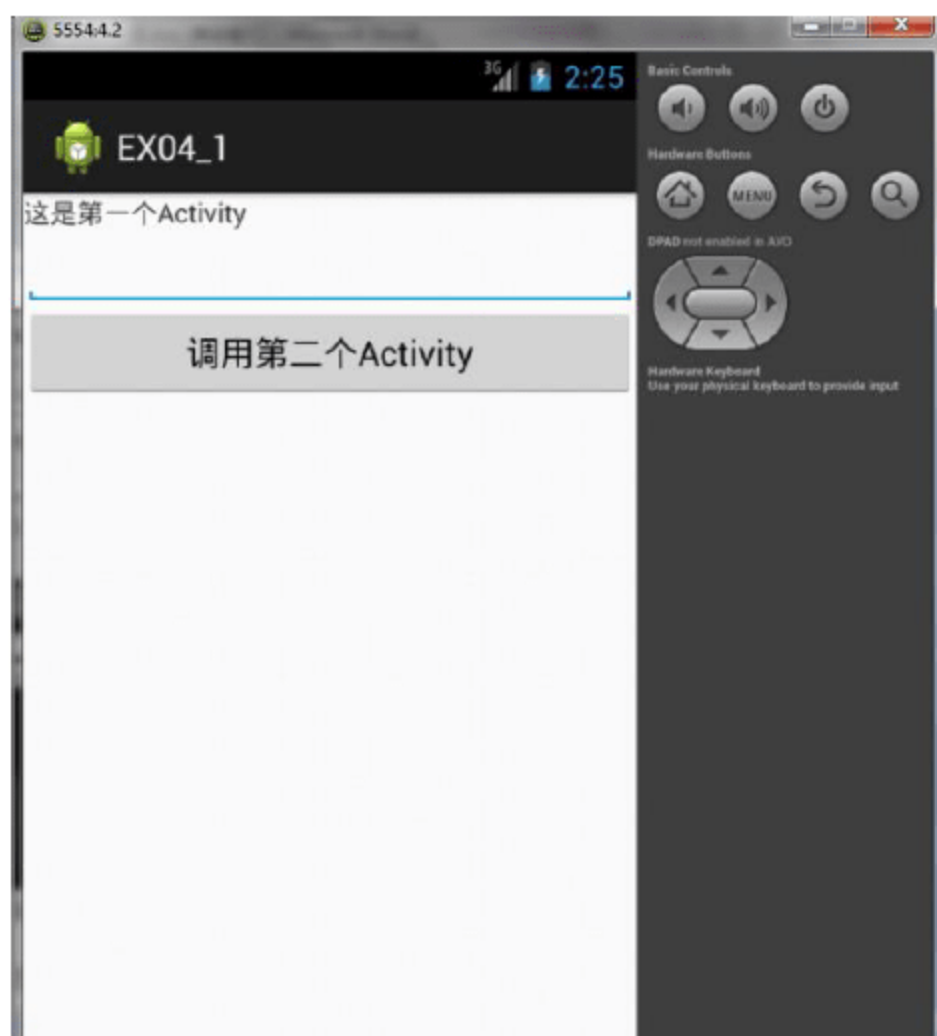 5554:4.2
3G 2:25
EX04_1
这是第一个Activity
调用第二个Activity
Basic Controls
Hardware Buttons
MENU
DPAD not enabled in AVD
Hardware Keyboard
Use your physical keyboard to provide input